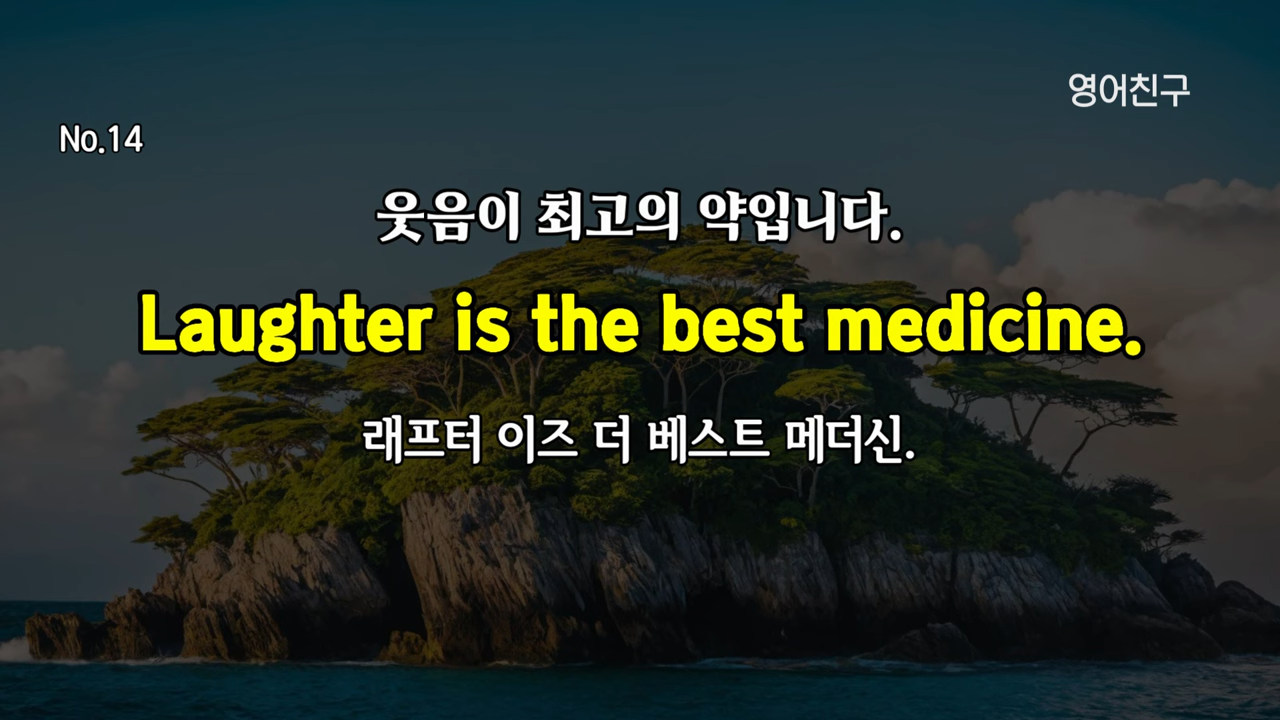 영어친구
No.14
웃음이 최고의 약입니다.
Laughter is the best medicine.
래프터 이즈 더 베스트 메더신.